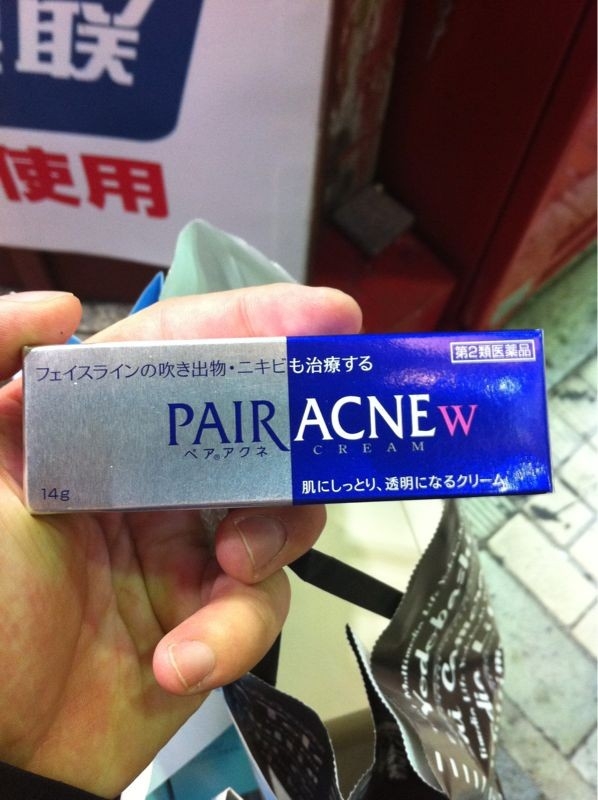 联
使用
フェイスラインの吹き出物・ニキビも治療する
第2類医薬品
PAIR ACNE W
ペア®アクネ
CREAM
14g
肌にしっとり、透明になるクリーム